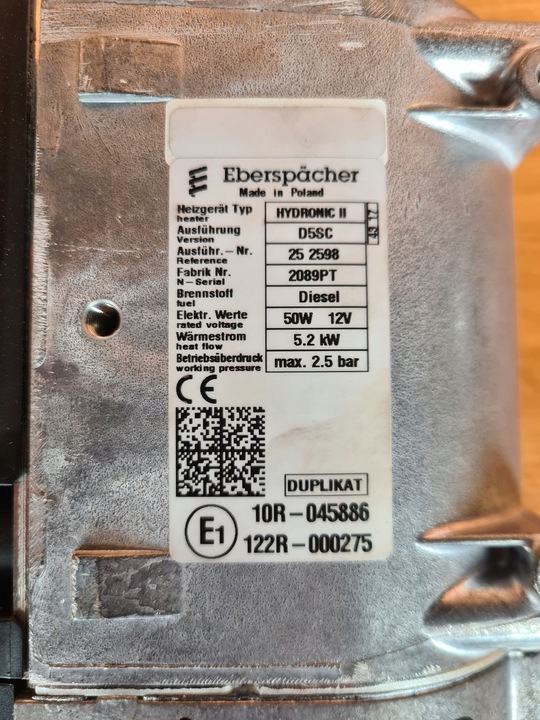 Eberspächer
Made in Poland
Heizgerät Typ HYDRONIC II
heater
Ausführung D5SC
Version
Ausführ.-Nr. 25 2598
Reference
Fabrik Nr. 2089PT
N-Serial
Brennstoff Diesel
fuel
Elektr. Werte 50W 12V
rated voltage
Wärmestrom 5.2 kW
heat flow
Betriebsüberdruck max. 2.5 bar
working pressure
49 17
CE
DUPLIKAT
E1
10R-045886
122R-000275